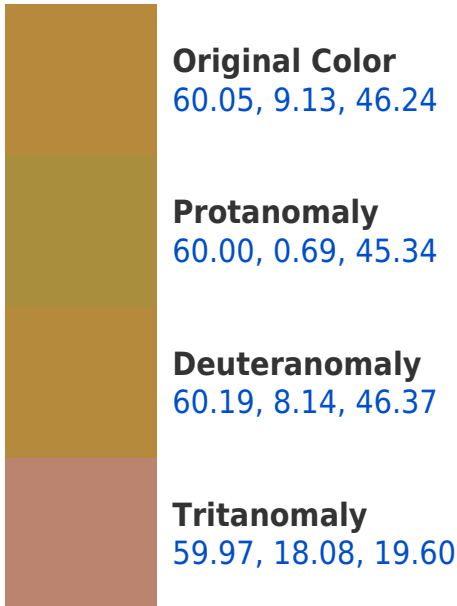 Original Color
60.05, 9.13, 46.24
Protanomaly
60.00, 0.69, 45.34
Deuteranomaly
60.19, 8.14, 46.37
Tritanomaly
59.97, 18.08, 19.60